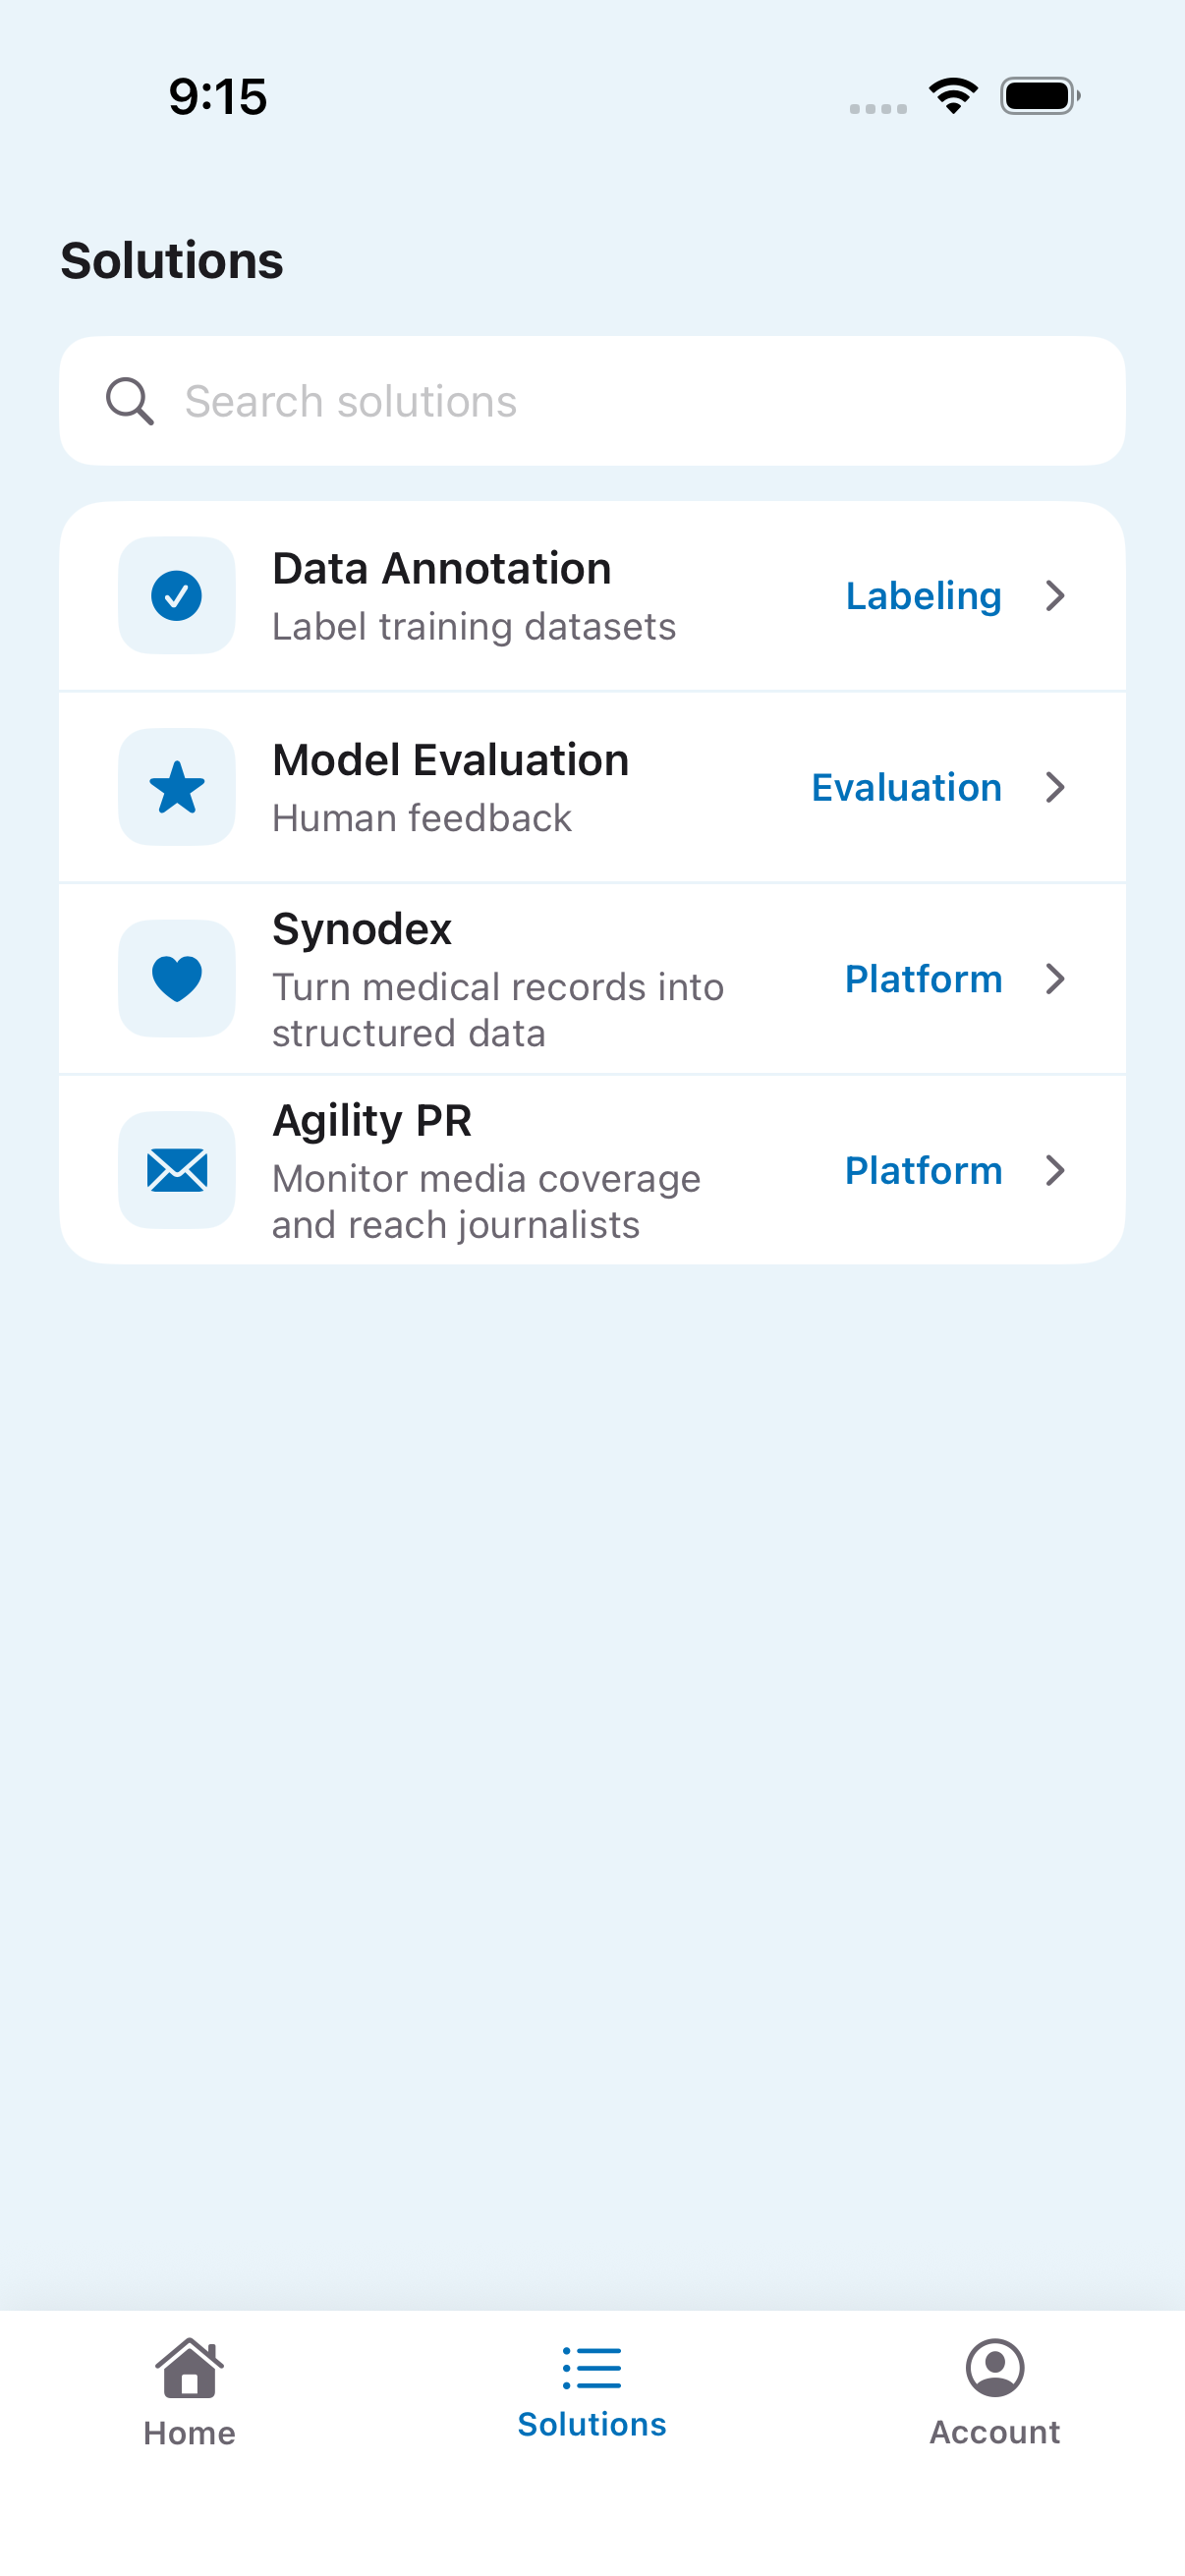 9:15
Solutions
Search solutions
Data Annotation
Label training datasets
Labeling
Model Evaluation
Human feedback
Evaluation
Synodex
Turn medical records into
structured data
Platform
Agility PR
Monitor media coverage
and reach journalists
Platform
Home
Solutions
Account